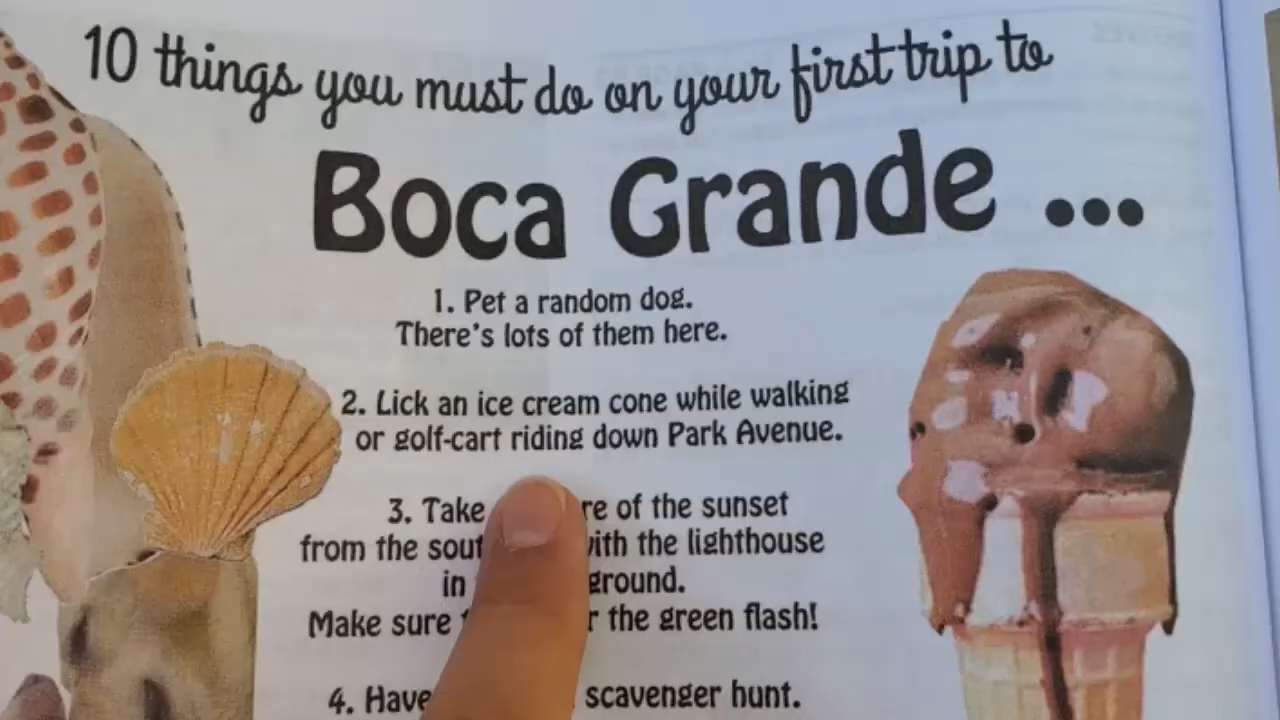 10 things you must do on your first trip to
Boca Grande ...
1. Pet a random dog.
There's lots of them here.
2. Lick an ice cream cone while walking
or golf-cart riding down Park Avenue.
3. Take re of the sunset
from the sout with the lighthouse
in ground.
Make sure r the green flash!
4. Have scavenger hunt.